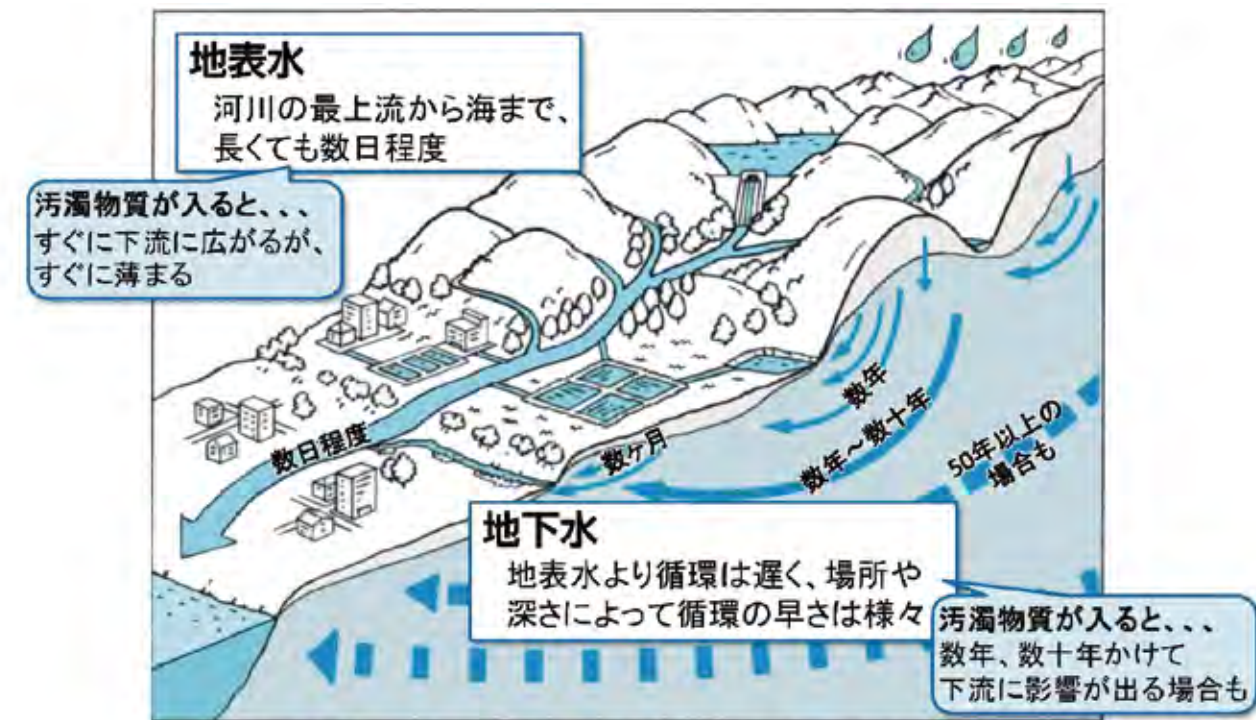 地表水
河川の最上流から海まで、
長くても数日程度
汚濁物質が入ると、、、
すぐに下流に広がるが、
すぐに薄まる
数日程度
数ヶ月
数年
数年～数十年
50年以上の
場合も
地下水
地表水より循環は遅く、場所や
深さによって循環の早さは様々
汚濁物質が入ると、、、
数年、数十年かけて
下流に影響が出る場合も